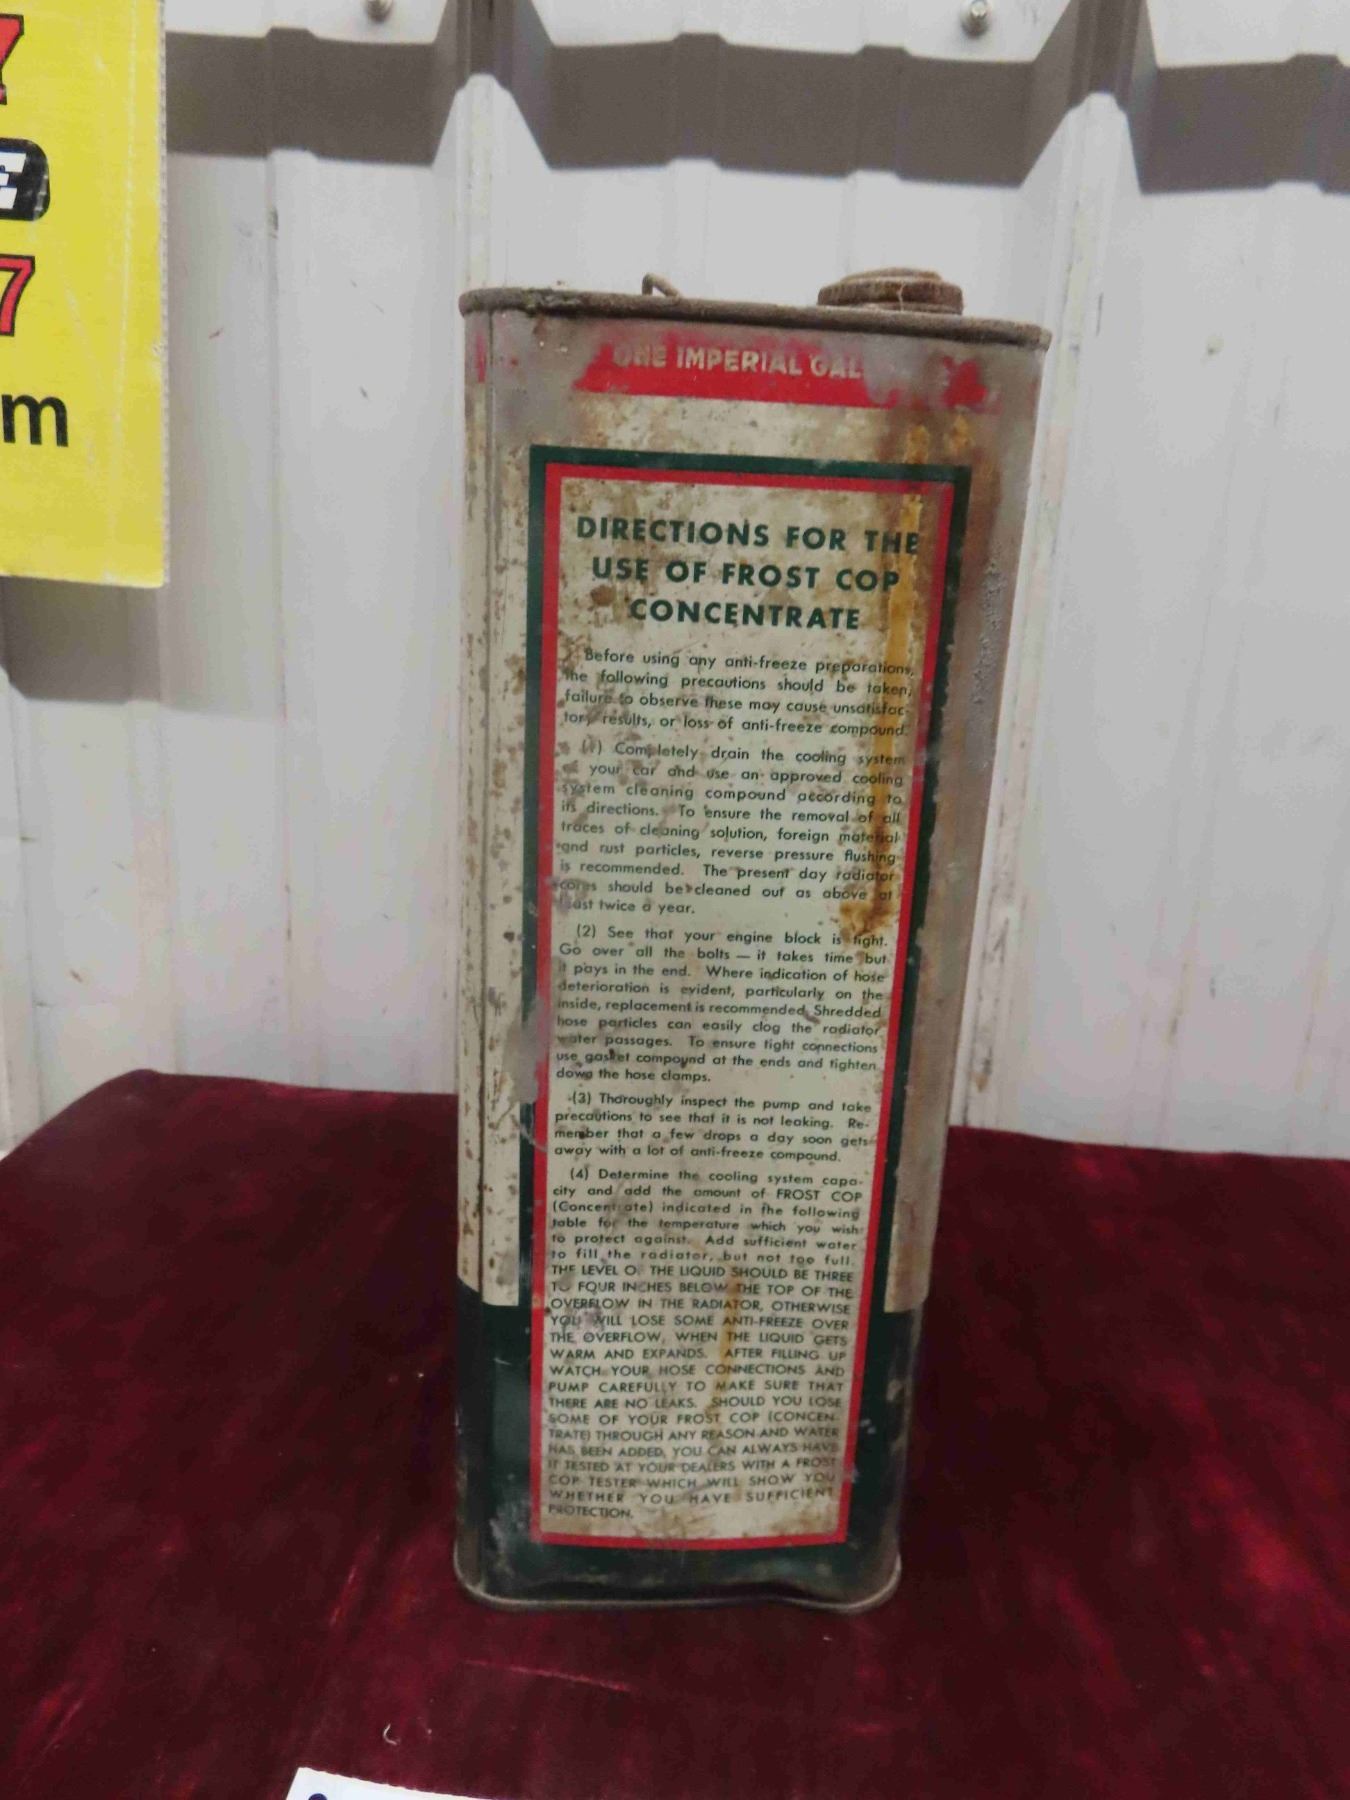 7
E
7
m
ONE IMPERIAL GAL
DIRECTIONS FOR THE
USE OF FROST COP
CONCENTRATE
Before using any anti-freeze preparations,
the following precautions should be taken,
failure to observe these may cause unsatisfac-
tory results, or loss of anti-freeze compound.
(1) Completely drain the cooling system
of your car and use an approved cooling
system cleaning compound according to
its directions. To ensure the removal of all
traces of cleaning solution, foreign material
and rust particles, reverse pressure flushing
is recommended. The present day radiator
cores should be cleaned out as above at
least twice a year.
(2) See that your engine block is tight.
Go over all the bolts — it takes time but
it pays in the end. Where indication of hose
deterioration is evident, particularly on the
inside, replacement is recommended. Shredded
hose particles can easily clog the radiator
water passages. To ensure tight connections
use gasket compound at the ends and tighten
down the hose clamps.
(3) Thoroughly inspect the pump and take
precautions to see that it is not leaking. Re-
member that a few drops a day soon gets
away with a lot of anti-freeze compound.
(4) Determine the cooling system capa-
city and add the amount of FROST COP
(Concentrate) indicated in the following
table for the temperature which you wish
to protect against. Add sufficient water
to fill the radiator, but not too full.
THE LEVEL OF THE LIQUID SHOULD BE THREE
TO FOUR INCHES BELOW THE TOP OF THE
OVERFLOW IN THE RADIATOR, OTHERWISE
YOU WILL LOSE SOME ANTI-FREEZE OVER
THE OVERFLOW, WHEN THE LIQUID GETS
WARM AND EXPANDS. AFTER FILLING UP
WATCH YOUR HOSE CONNECTIONS AND
PUMP CAREFULLY TO MAKE SURE THAT
THERE ARE NO LEAKS. SHOULD YOU LOSE
SOME OF YOUR FROST COP (CONCEN-
TRATE) THROUGH ANY REASON AND WATER
HAS BEEN ADDED, YOU CAN ALWAYS HAVE
IT TESTED AT YOUR DEALERS WITH A FROST
COP TESTER WHICH WILL SHOW YOU
WHETHER YOU HAVE SUFFICIENT
PROTECTION.